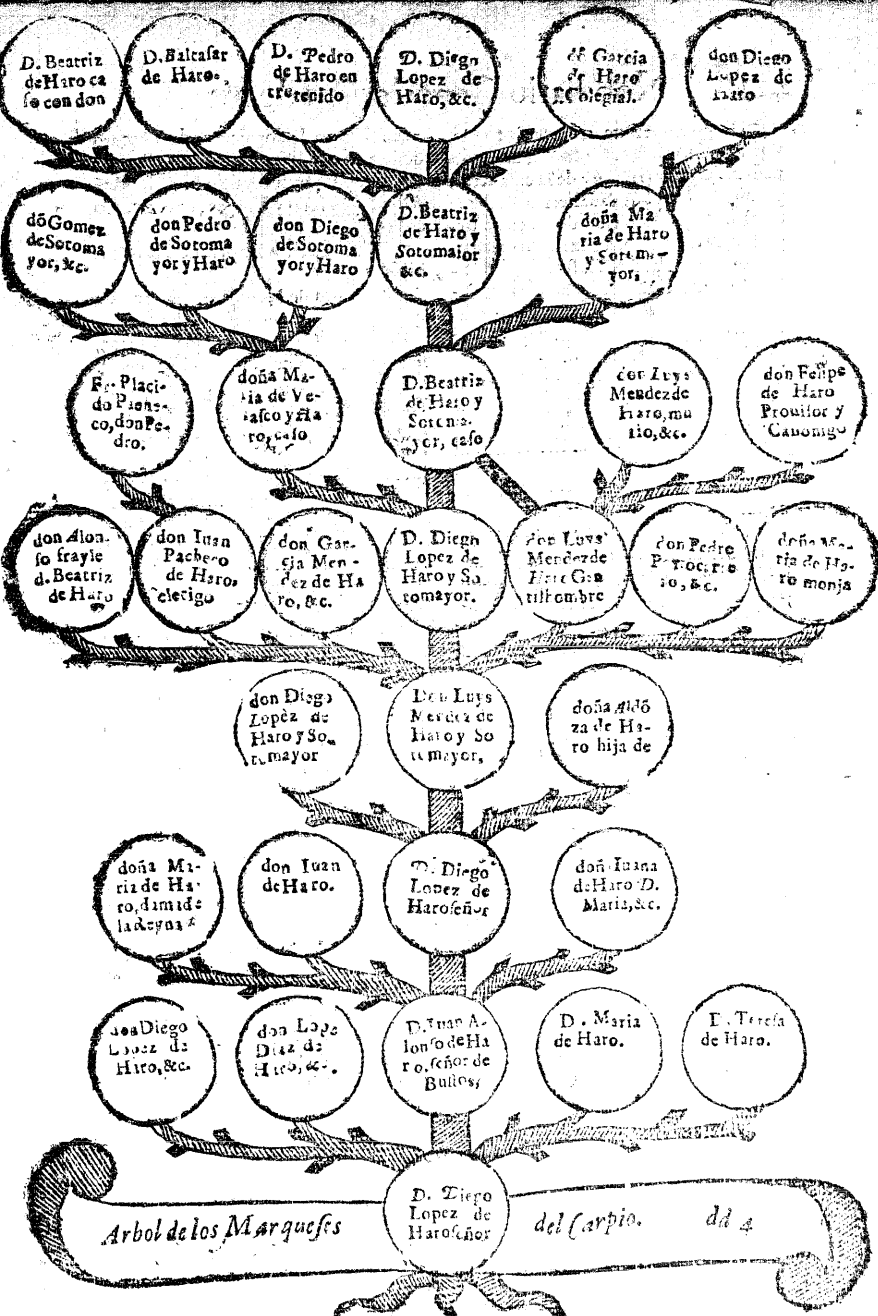 D. Beatriz
de Haro ca
so con don
D. Baltasar
de Haro.
D. Pedro
de Haro en
tretenido
D. Diego
Lopez de
Haro, &c.
dõ Garcia
de Haro
Colegial.
don Diego
Lopez de
Haro
dõ Gomez
de Sotoma
yor, &c.
don Pedro
de Sotoma
yor y Haro
don Diego
de Sotoma
yor y Haro
D. Beatriz
de Haro y
Sotomaior
&c.
doña Ma
ria de Haro
y Sotoma-
yor,
Fr. Placi-
do Pache-
co, don Pe-
dro.
doña Ma-
ria de Ve-
lasco y Ha
ro, caso
D. Beatriz
de Haro y
Sotoma-
yor, caso
don Luys
Mendez de
Haro, mu
rio, &c.
don Felipe
de Haro
Prouisor y
Canonigo
don Alon-
so frayle
d. Beatriz
de Haro
don Iuan
Pacheco
de Haro,
clerigo
don Gar-
cia Men-
dez de Ha
ro, &c.
D. Diego
Lopez de
Haro y So
tomayor.
don Luys
Mendez de
Haro Gen
tilhombre
don Pedro
&c.
doña Ma-
ria de Ha-
ro monja
don Diego
Lopèz de
Haro y So-
tomayor
Don Luys
Mendez de
Haro y So
tomayor,
doña Aldõ
za de Ha-
ro hija de
doña Ma-
ria de Ha-
ro, dama de
la Reyna
don Iuan
de Haro.
D. Diego
Lopez de
Haro señor
doñ Iuana
de Haro D.
Maria, &c.
don Diego
Lopez de
Haro, &c.
don Lope
Diaz de
Haro, &c.
D. Iuan A-
lonso de Ha
ro, señor de
Bustos,
D. Maria
de Haro.
D. Teresa
de Haro.
D. Diego
Lopez de
Haro señor
Arbol de los Marqueses del Carpio. dd 4